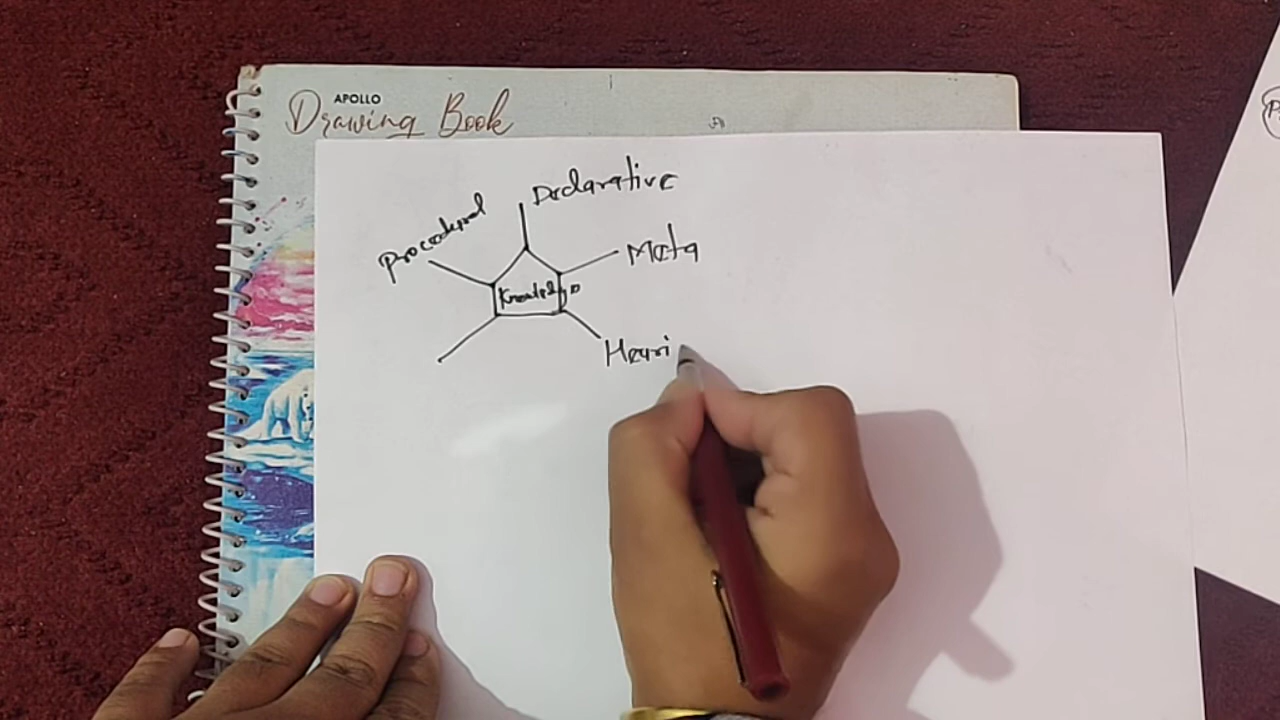 APOLLO
Drawing Book
Declarative
Procedural
Meta
Knowledge
Heuri